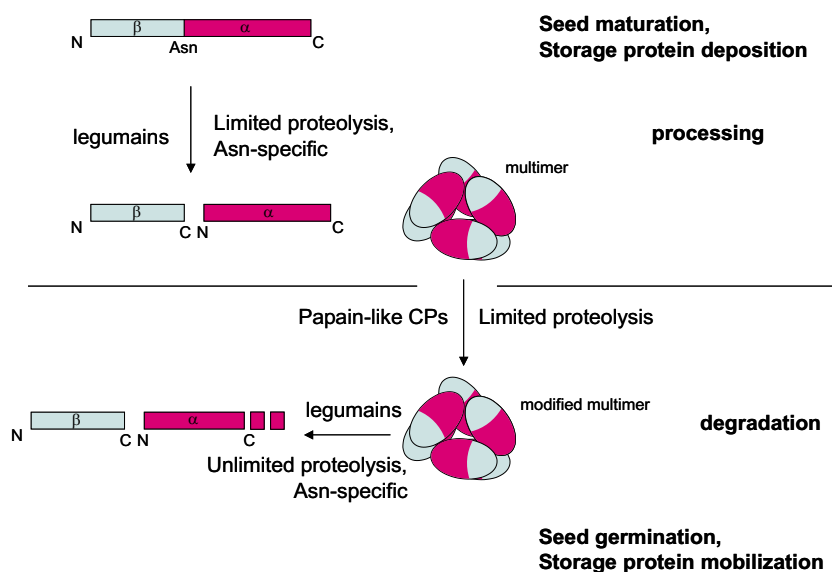 β
α
N
Asn
C
Seed maturation,
Storage protein deposition
legumains
Limited proteolysis,
Asn-specific
processing
multimer
β
α
N
C N
C
Papain-like CPs
Limited proteolysis
β
α
N
C N
C
legumains
Unlimited proteolysis,
Asn-specific
modified multimer
degradation
Seed germination,
Storage protein mobilization